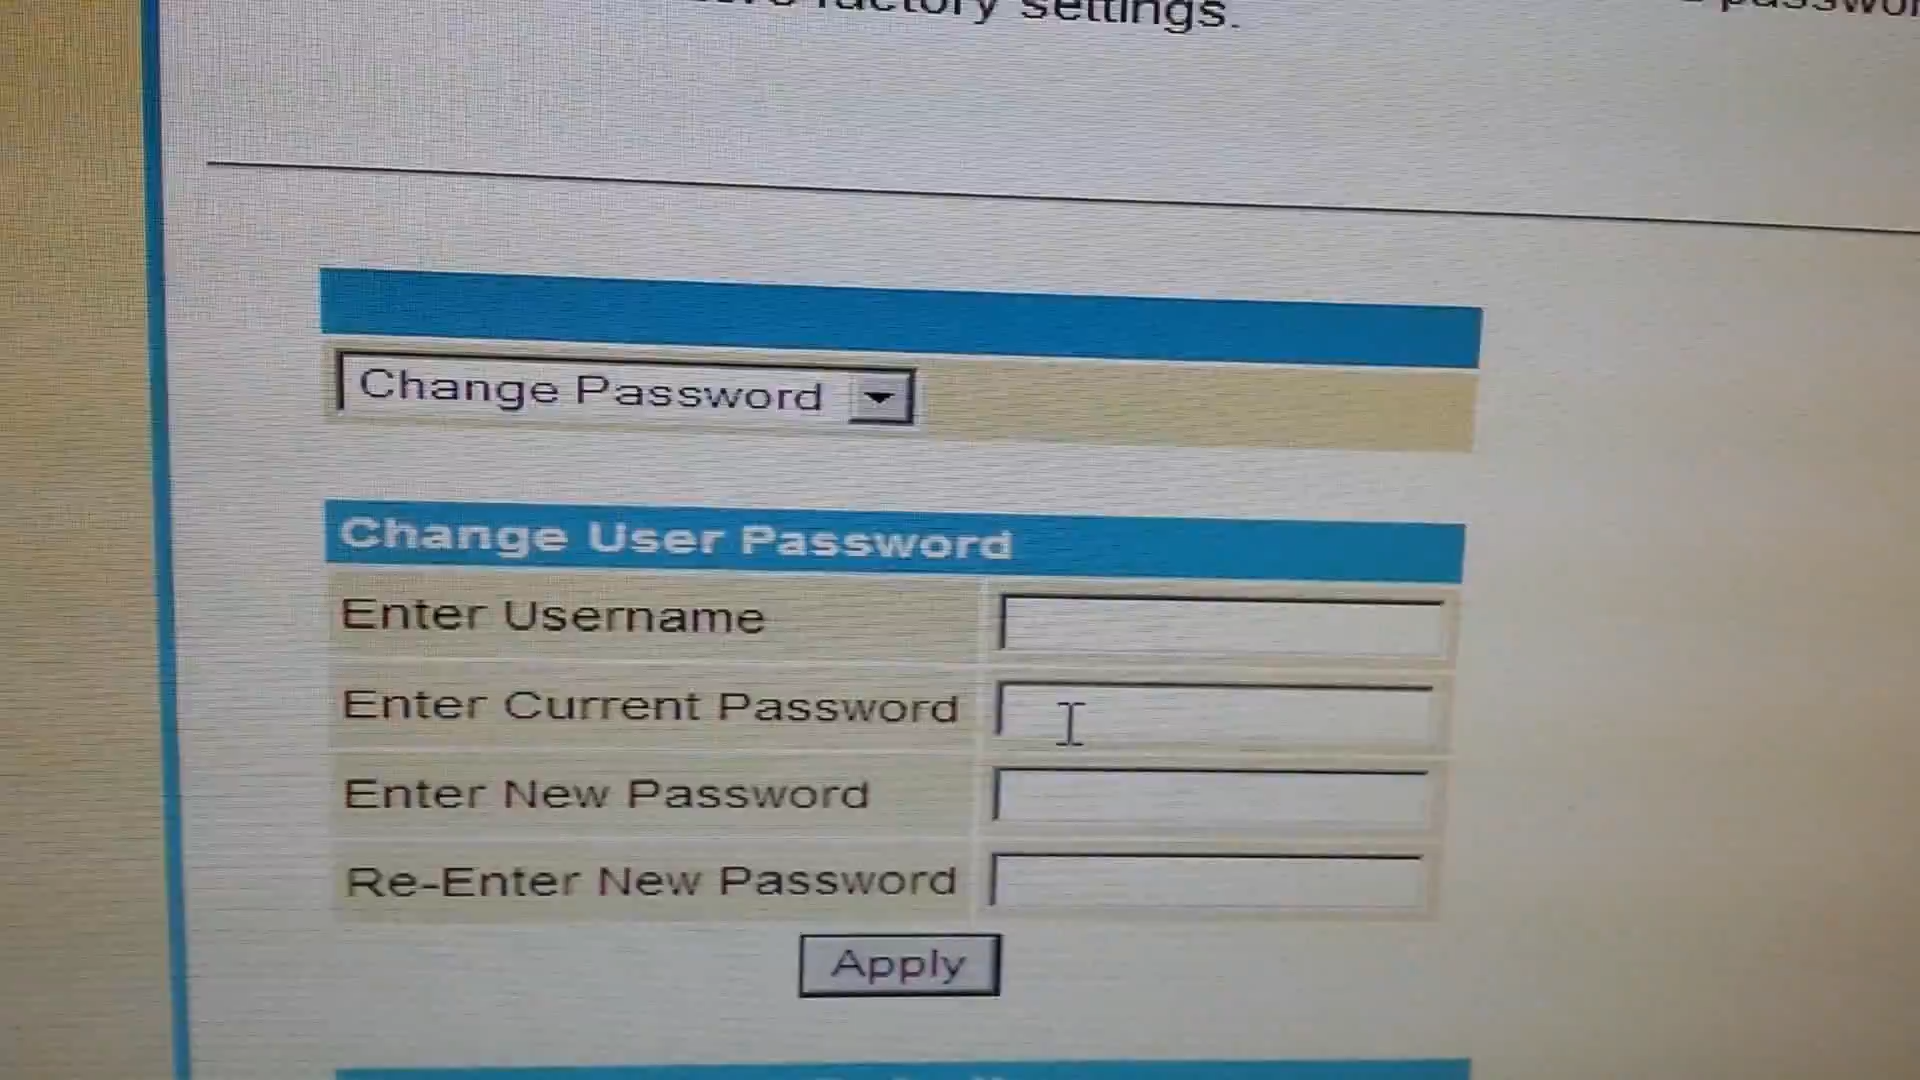 factory settings.
Change Password
Change User Password
Enter Username
Enter Current Password
Enter New Password
Re-Enter New Password
Apply